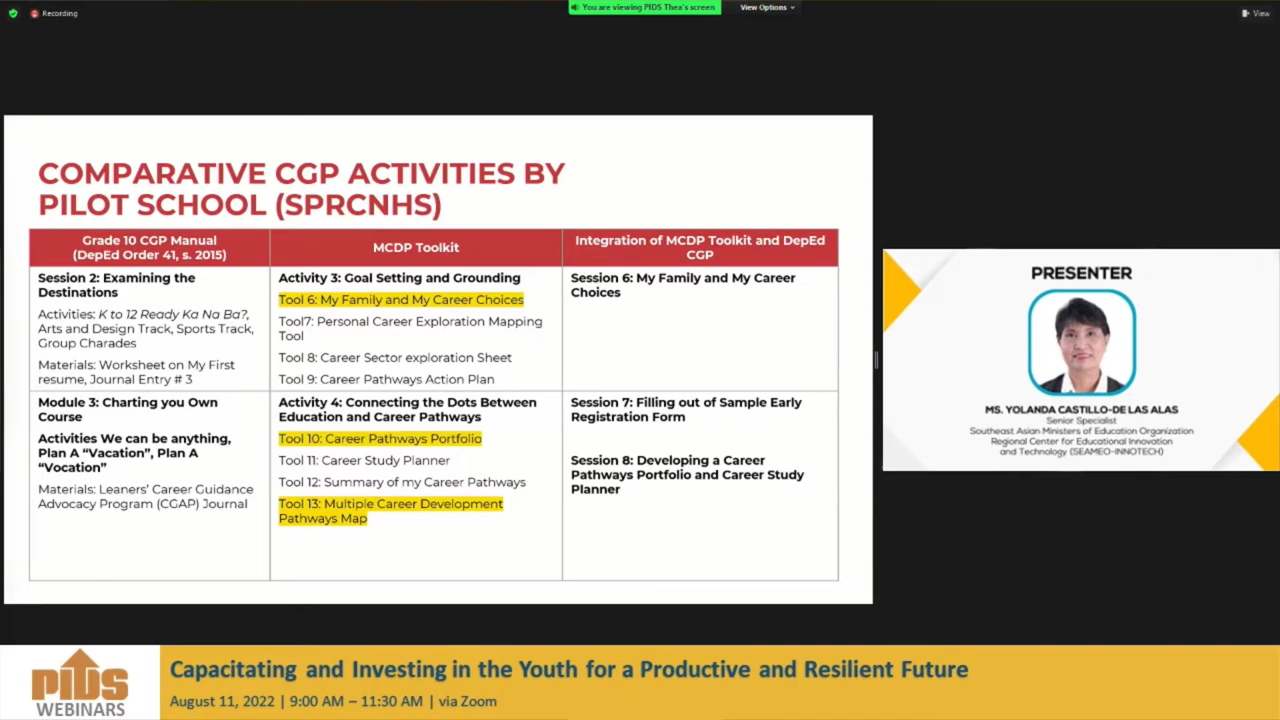 Recording
You are viewing PIDS Thea's screen
View Options
View
COMPARATIVE CGP ACTIVITIES BY
PILOT SCHOOL (SPRCNHS)
Grade 10 CGP Manual
(DepEd Order 41, s. 2015)
MCDP Toolkit
Integration of MCDP Toolkit and DepEd
CGP
Session 2: Examining the
Destinations
Activities: K to 12 Ready Ka Na Ba?,
Arts and Design Track, Sports Track,
Group Charades
Materials: Worksheet on My First
resume, Journal Entry # 3
Activity 3: Goal Setting and Grounding
Tool 6: My Family and My Career Choices
Tool7: Personal Career Exploration Mapping
Tool
Tool 8: Career Sector exploration Sheet
Tool 9: Career Pathways Action Plan
Session 6: My Family and My Career
Choices
Module 3: Charting you Own
Course
Activities We can be anything,
Plan A “Vacation”, Plan A
“Vocation”
Materials: Leaners’ Career Guidance
Advocacy Program (CGAP) Journal
Activity 4: Connecting the Dots Between
Education and Career Pathways
Tool 10: Career Pathways Portfolio
Tool 11: Career Study Planner
Tool 12: Summary of my Career Pathways
Tool 13: Multiple Career Development
Pathways Map
Session 7: Filling out of Sample Early
Registration Form
Session 8: Developing a Career
Pathways Portfolio and Career Study
Planner
PRESENTER
MS. YOLANDA CASTILLO-DE LAS ALAS
Senior Specialist
Southeast Asian Ministers of Education Organization
Regional Center for Educational Innovation
and Technology (SEAMEO-INNOTECH)
PIDS
WEBINARS
Capacitating and Investing in the Youth for a Productive and Resilient Future
August 11, 2022 | 9:00 AM – 11:30 AM | via Zoom